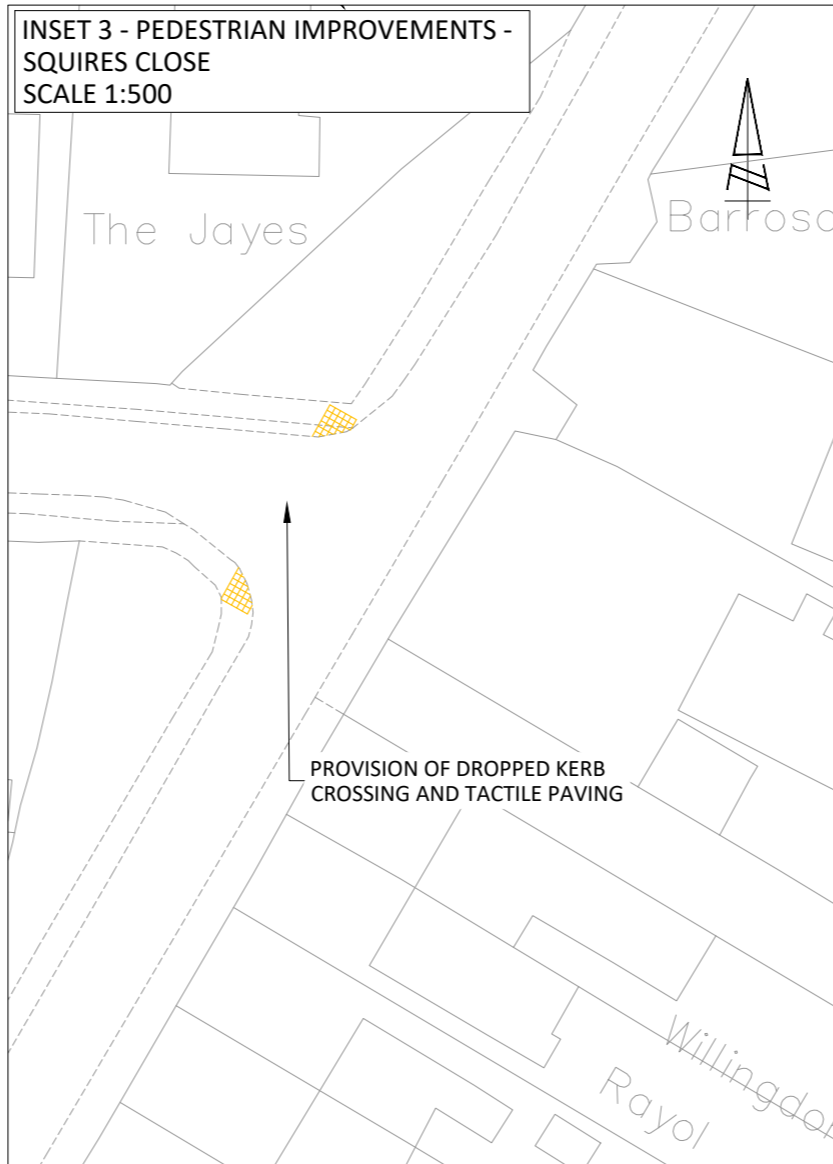 INSET 3 - PEDESTRIAN IMPROVEMENTS -
SQUIRES CLOSE
SCALE 1:500
The Jayes
N
PROVISION OF DROPPED KERB
CROSSING AND TACTILE PAVING
Rayol